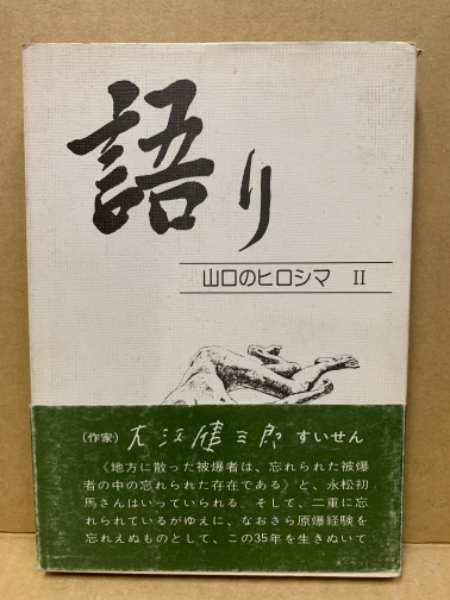 語り
山口のヒロシマ Ⅱ
(作家) 大江健三郎 すいせん
《地方に散った被爆者は、忘れられた被爆
者の中の忘れられた存在である》と、永松初
馬さんはいっていられる。そして、二重に忘
れられているがゆえに、なおさら原爆経験を
忘れえぬものとして、この35年を生きぬいて